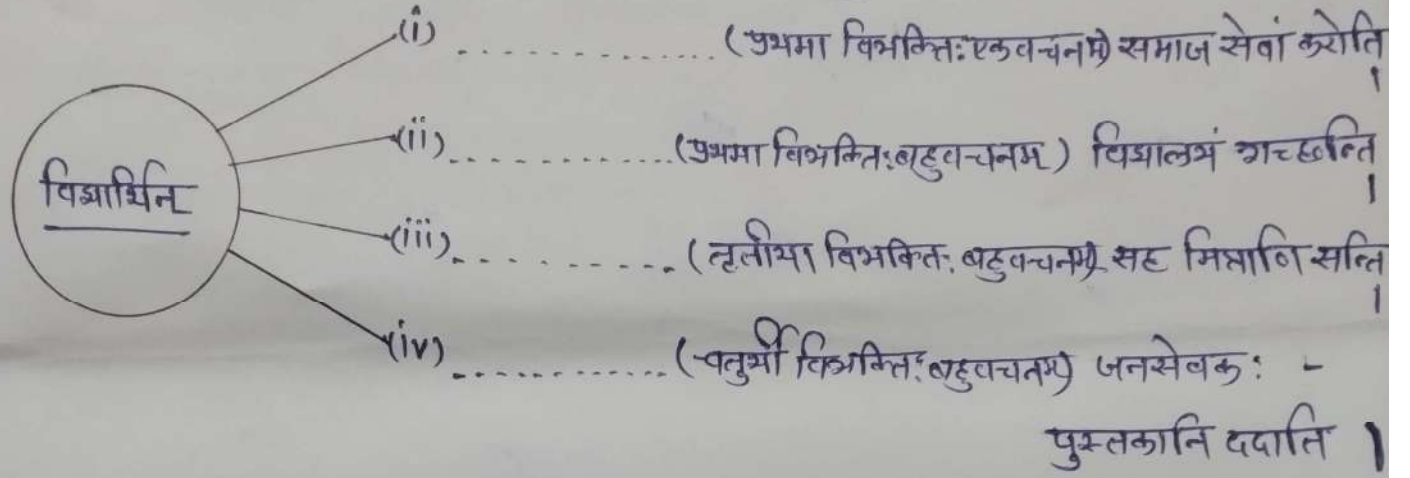 (i) ............. (प्रथमा विभक्ति: एकवचनम्) समाज सेवां करोति ।
(ii) ............. (प्रथमा विभक्ति: बहुवचनम्) विद्यालयं गच्छन्ति ।
विद्यार्थिन्
(iii) ............. (तृतीया विभक्ति: बहुवचनम्) सह मित्राणि सन्ति ।
(iv) ............. (चतुर्थी विभक्ति: बहुवचनम्) जनसेवक: -
पुस्तकानि ददाति ।